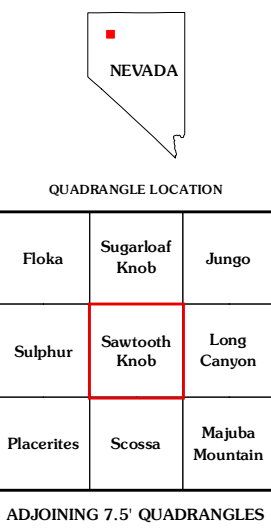 NEVADA
QUADRANGLE LOCATION
Floka
Sugarloaf
Knob
Jungo
Sulphur
Sawtooth
Knob
Long
Canyon
Placerites
Scossa
Majuba
Mountain
ADJOINING 7.5' QUADRANGLES